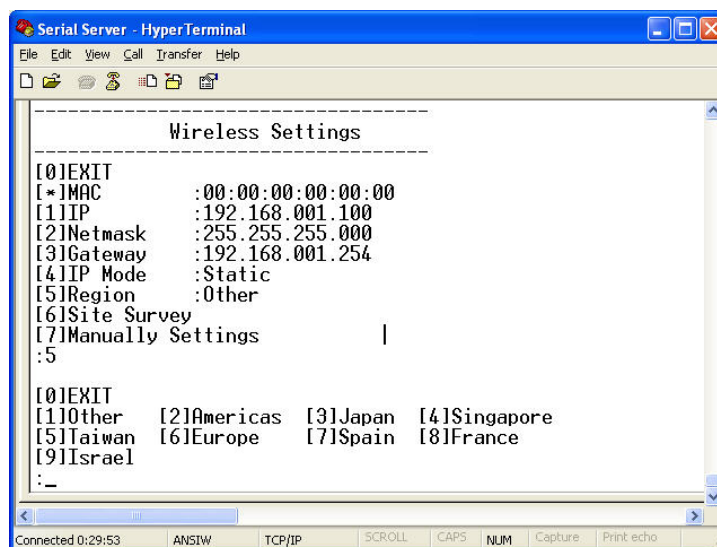 Serial Server - HyperTerminal
File Edit View Call Transfer Help
Wireless Settings
[0]EXIT
[*]MAC :00:00:00:00:00:00
[1]IP :192.168.001.100
[2]Netmask :255.255.255.000
[3]Gateway :192.168.001.254
[4]IP Mode :Static
[5]Region :Other
[6]Site Survey
[7]Manually Settings
:5
[0]EXIT
[1]Other [2]Americas [3]Japan [4]Singapore
[5]Taiwan [6]Europe [7]Spain [8]France
[9]Israel
:_
Connected 0:29:53 ANSIW TCP/IP SCROLL CAPS NUM Capture Print echo